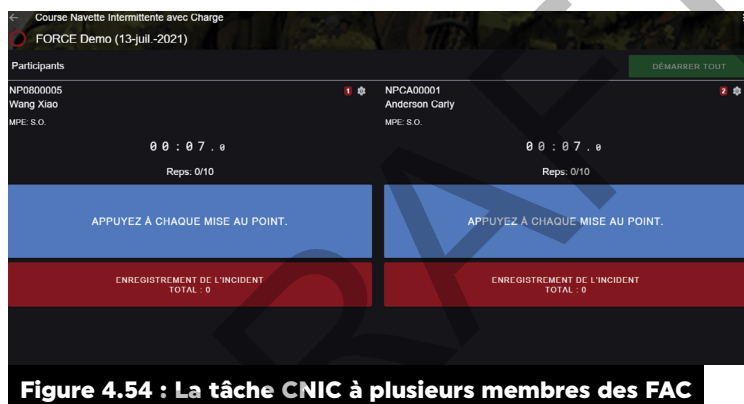 Course Navette Intermittente avec Charge
FORCE Demo (13-juil.-2021)
Participants
DÉMARRER TOUT
NP0800005
1
Wang Xiao
MPE: S.O.
00:07.0
Reps: 0/10
APPUYEZ À CHAQUE MISE AU POINT.
ENREGISTREMENT DE L'INCIDENT
TOTAL : 0
NPCA00001
2
Anderson Carly
MPE: S.O.
00:07.0
Reps: 0/10
APPUYEZ À CHAQUE MISE AU POINT.
ENREGISTREMENT DE L'INCIDENT
TOTAL : 0
Figure 4.54 : La tâche CNIC à plusieurs membres des FAC